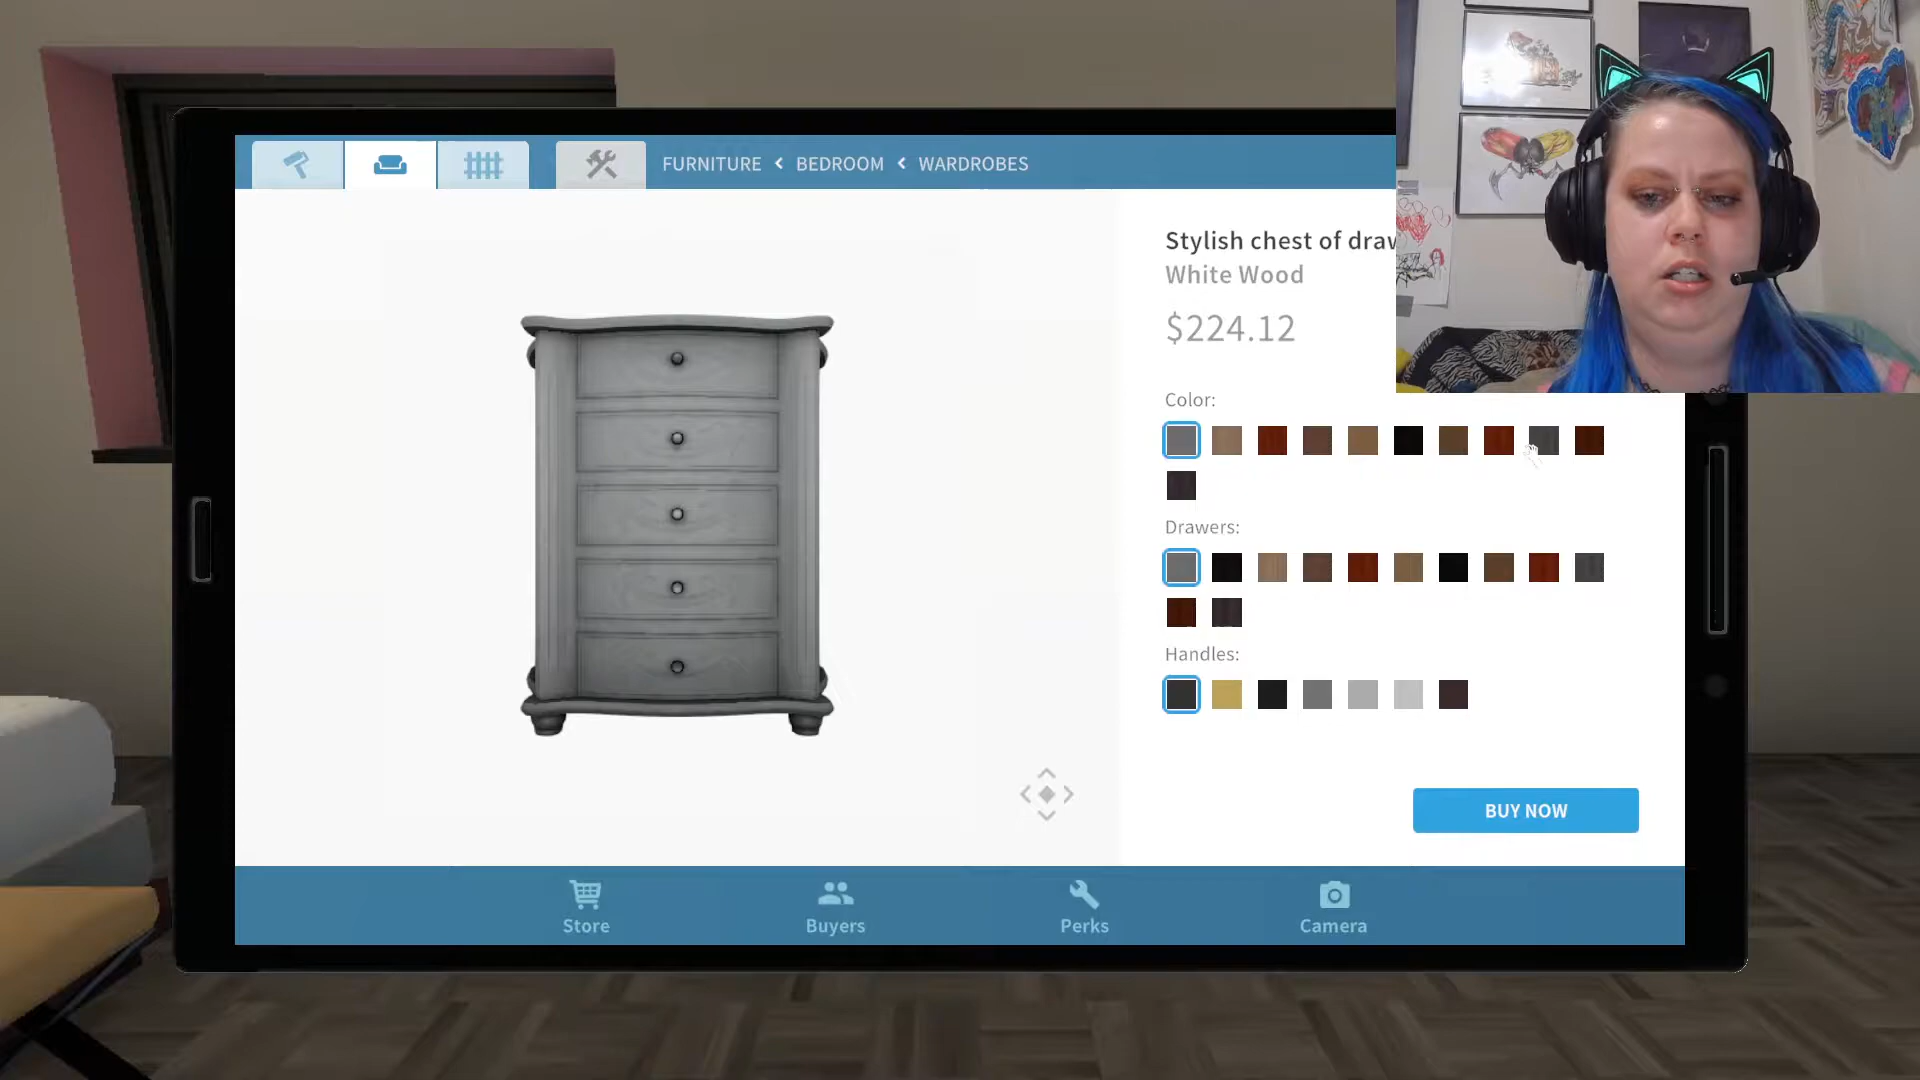 FURNITURE < BEDROOM < WARDROBES
Stylish chest of
White Wood
$224.12
Color:
Drawers:
Handles:
BUY NOW
Store
Buyers
Perks
Camera